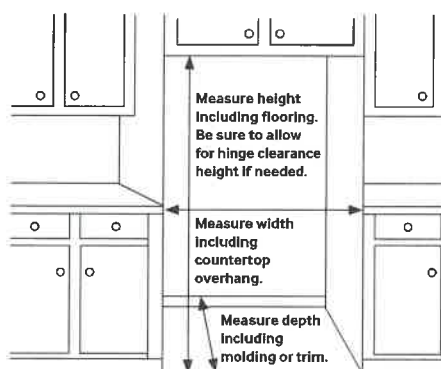 Measure height
including flooring.
Be sure to allow
for hinge clearance
height if needed.
Measure width
including
countertop
overhang.
Measure depth
including
molding or trim.